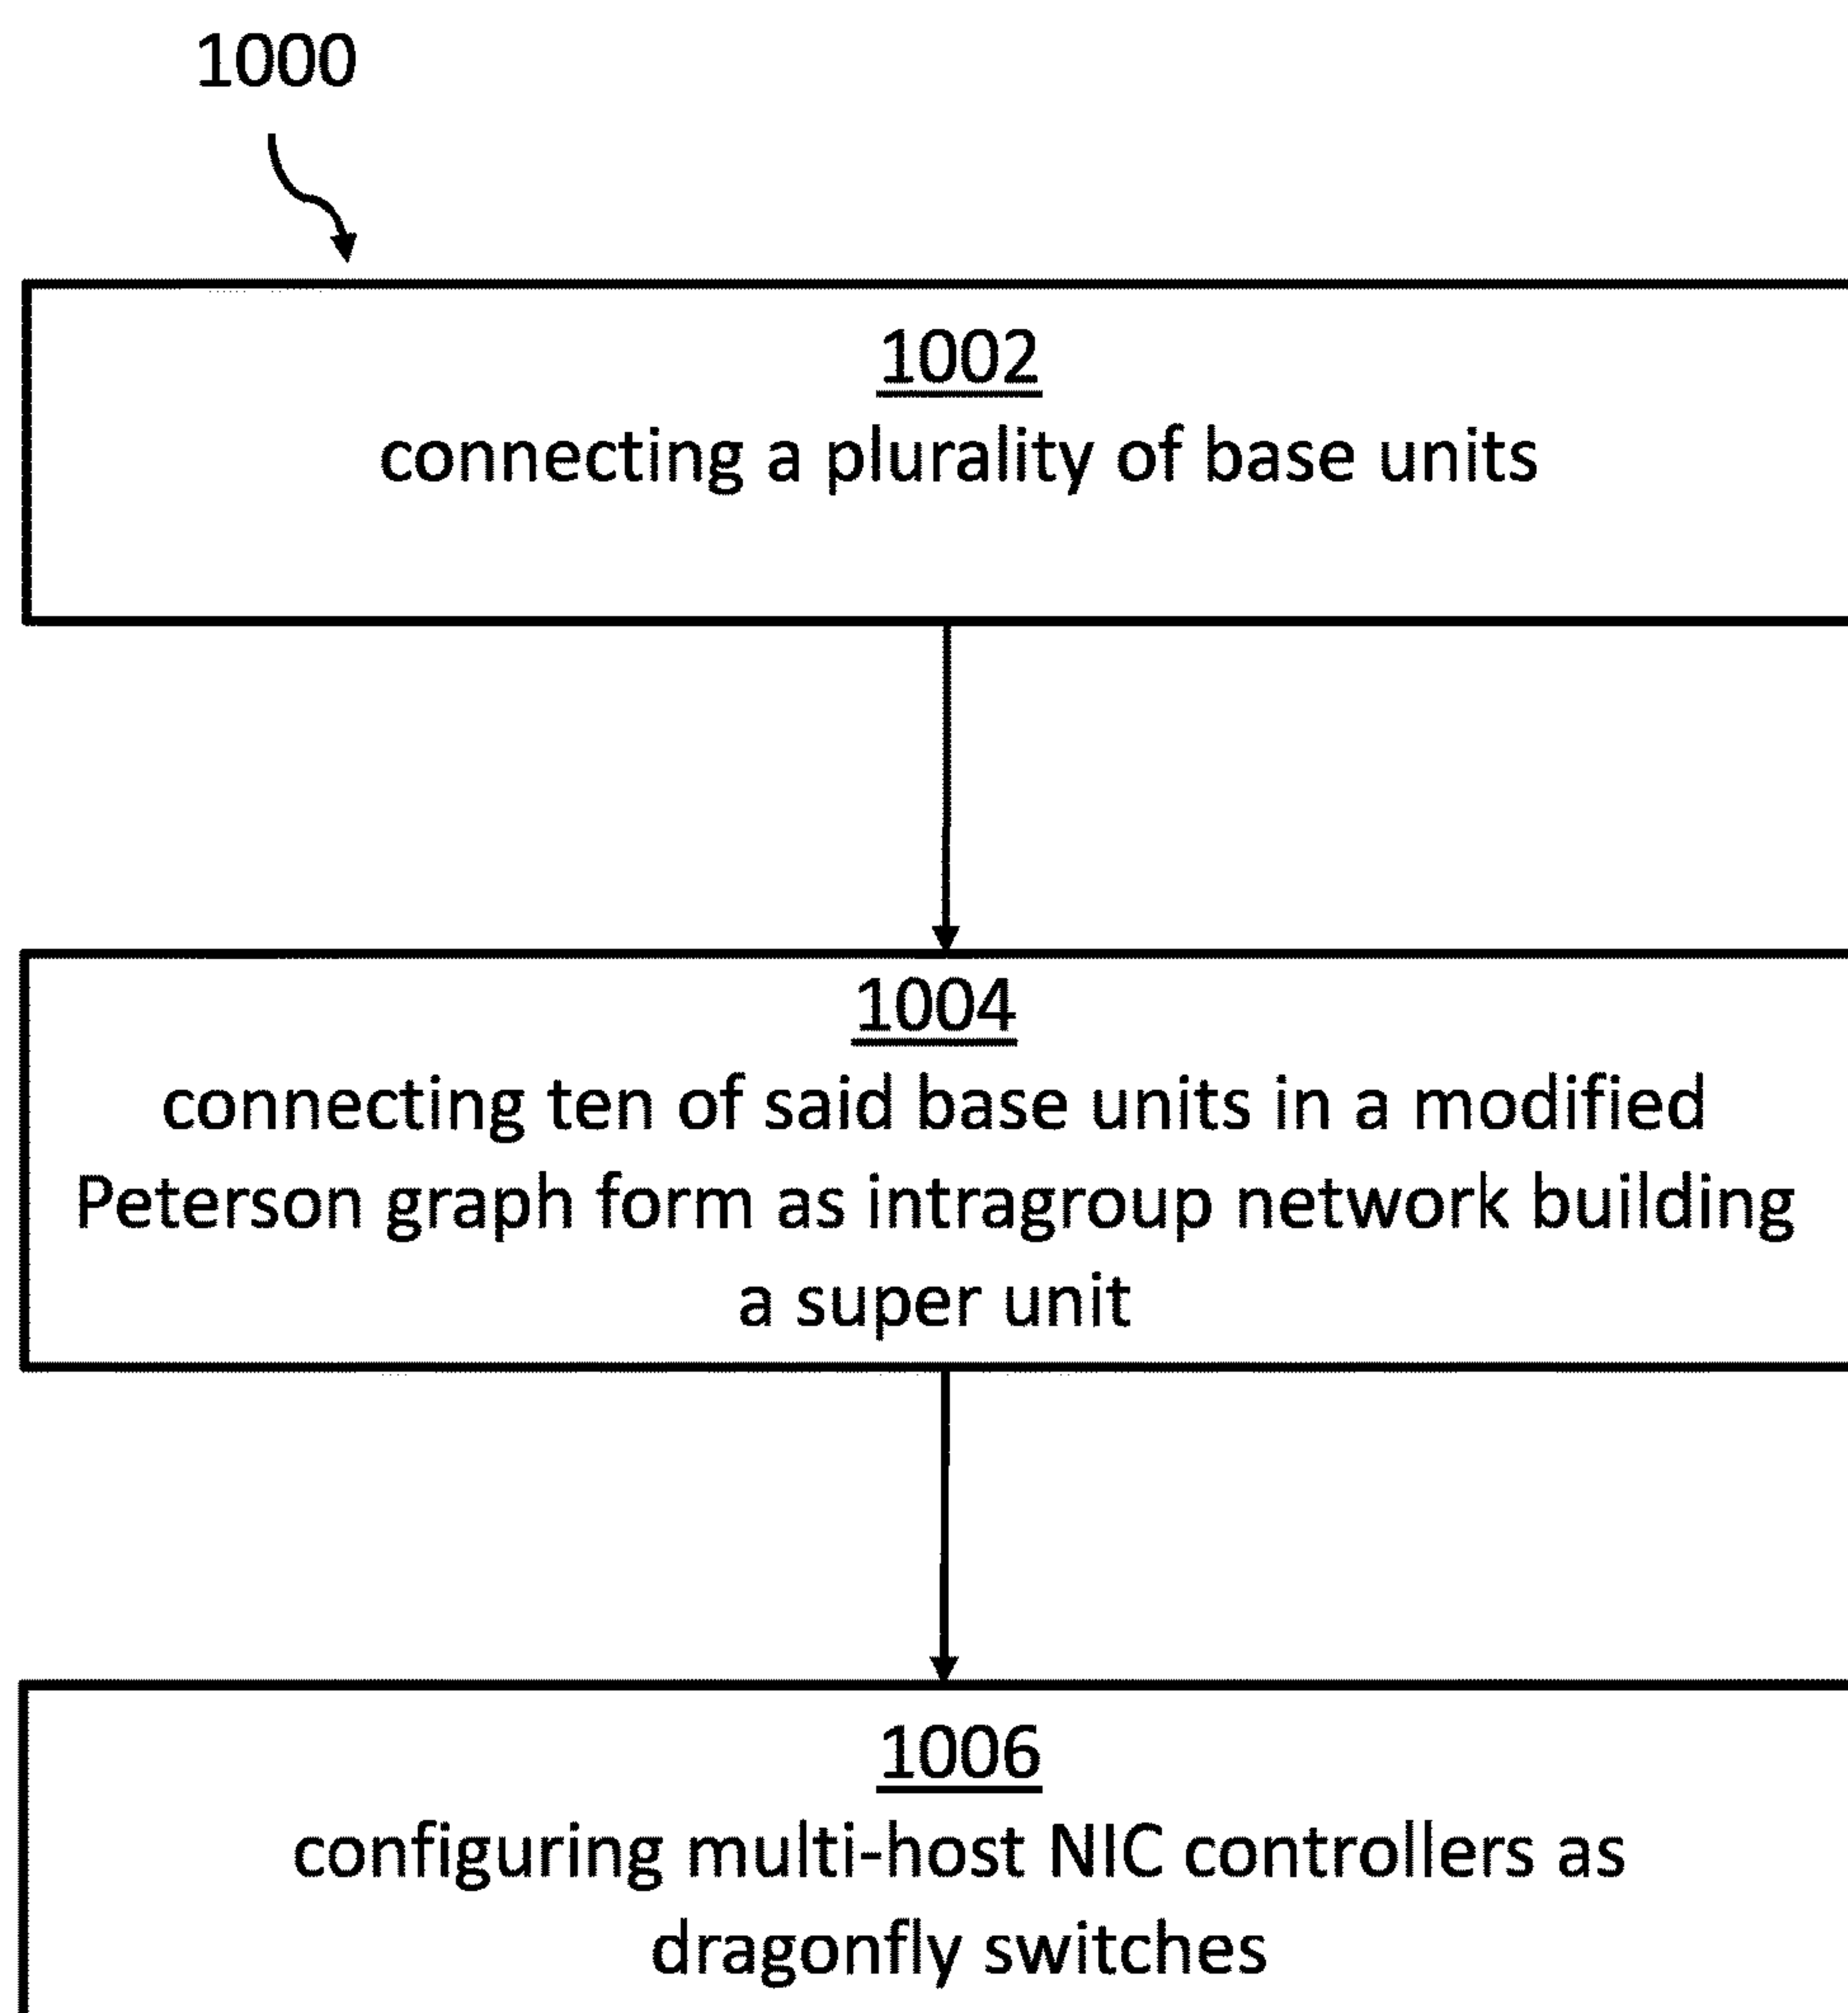 1000
1002
connecting a plurality of base units
1004
connecting ten of said base units in a modified
Peterson graph form as intragroup network building
a super unit
1006
configuring multi-host NIC controllers as
dragonfly switches